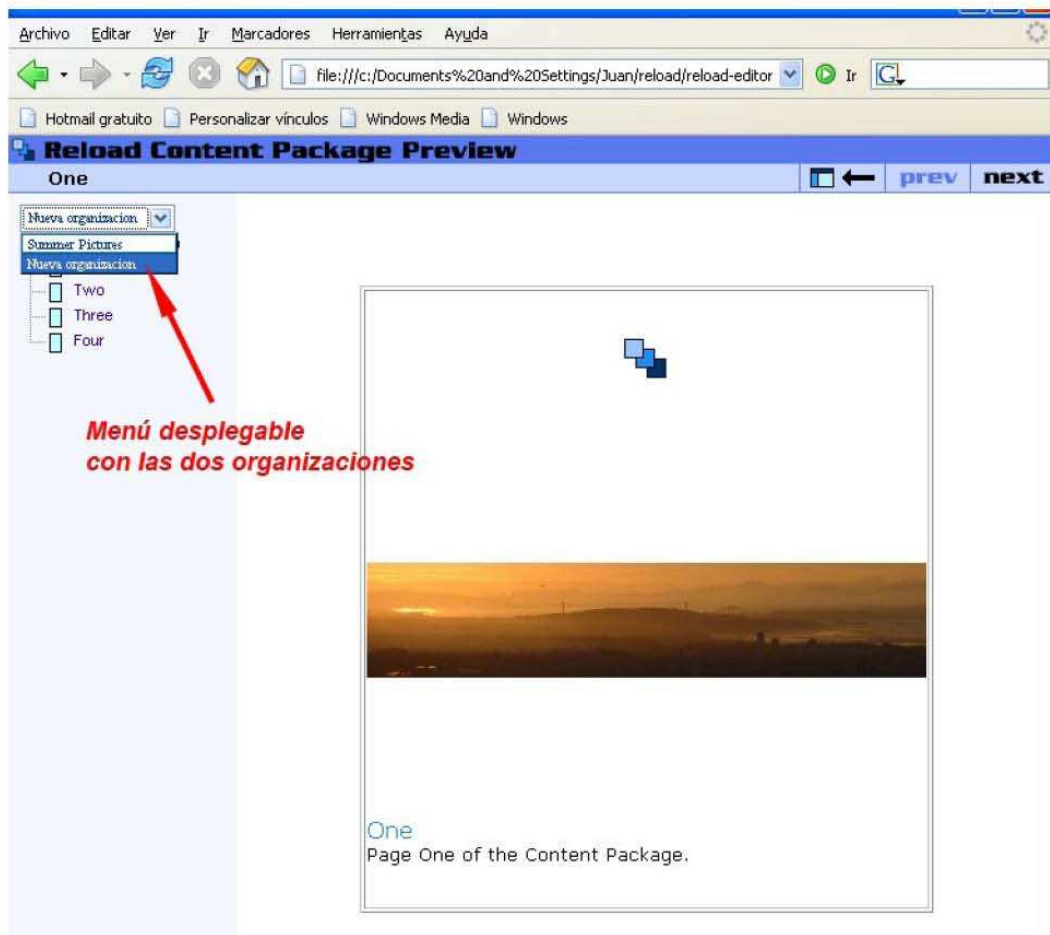 Archivo Editar Ver Ir Marcadores Herramientas Ayuda
file:///c:/Documents%20and%20Settings/Juan/reload/reload-editor Ir G
Hotmail gratuito Personalizar vínculos Windows Media Windows
Reload Content Package Preview
One prev next
Nueva organizacion
Summer Pictures
Nueva organizacion
Two
Three
Four
Menú desplegable
con las dos organizaciones
One
Page One of the Content Package.